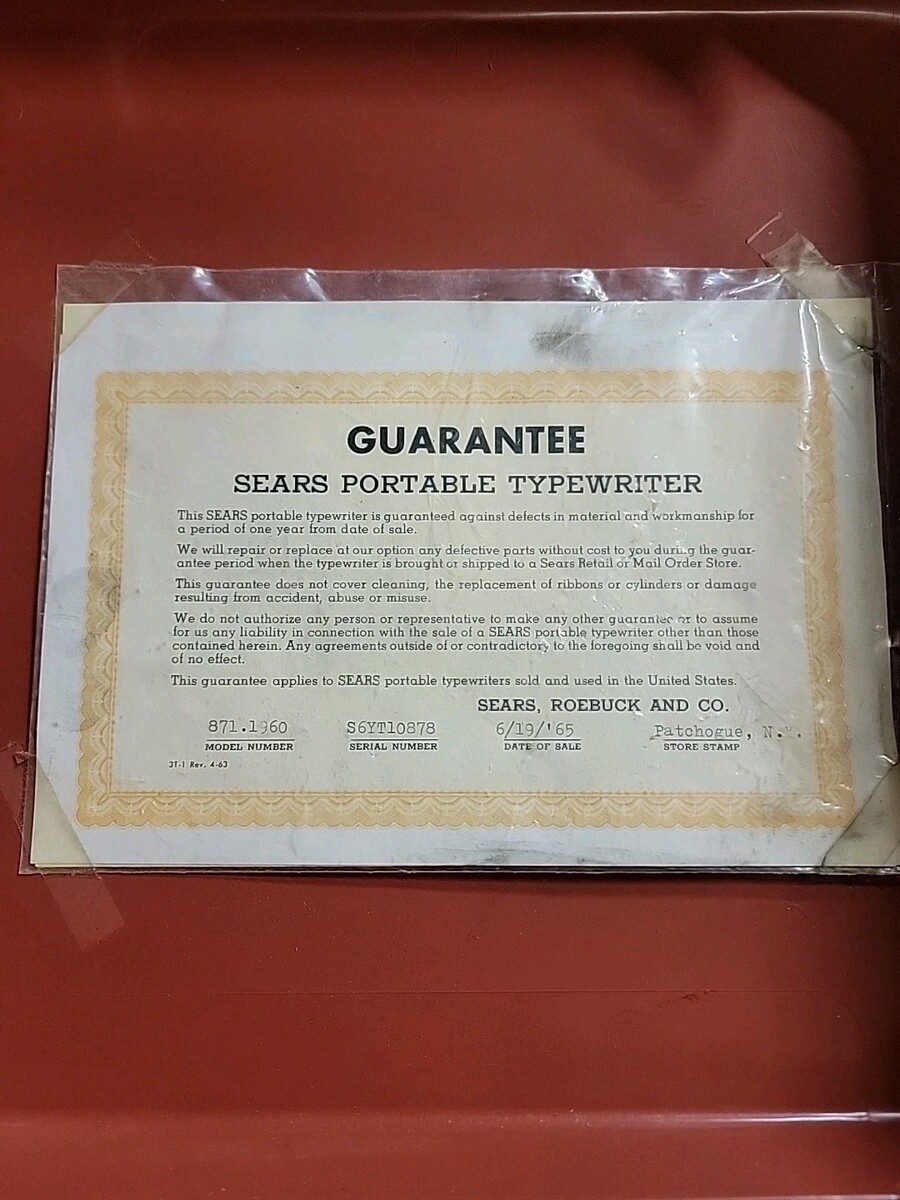 GUARANTEE
SEARS PORTABLE TYPEWRITER
This SEARS portable typewriter is guaranteed against defects in material and workmanship for
a period of one year from date of sale.
We will repair or replace at our option any defective parts without cost to you during the guar-
antee period when the typewriter is brought or shipped to a Sears Retail or Mail Order Store.
This guarantee does not cover cleaning, the replacement of ribbons or cylinders or damage
resulting from accident, abuse or misuse.
We do not authorize any person or representative to make any other guarantee or to assume
for us any liability in connection with the sale of a SEARS portable typewriter other than those
contained herein. Any agreements outside of or contradictory to the foregoing shall be void and
of no effect.
This guarantee applies to SEARS portable typewriters sold and used in the United States.
SEARS, ROEBUCK AND CO.
871.1960 S6YT10878 6/19/'65 Patchogue, N.Y.
MODEL NUMBER SERIAL NUMBER DATE OF SALE STORE STAMP
3T-1 Rev. 4-63